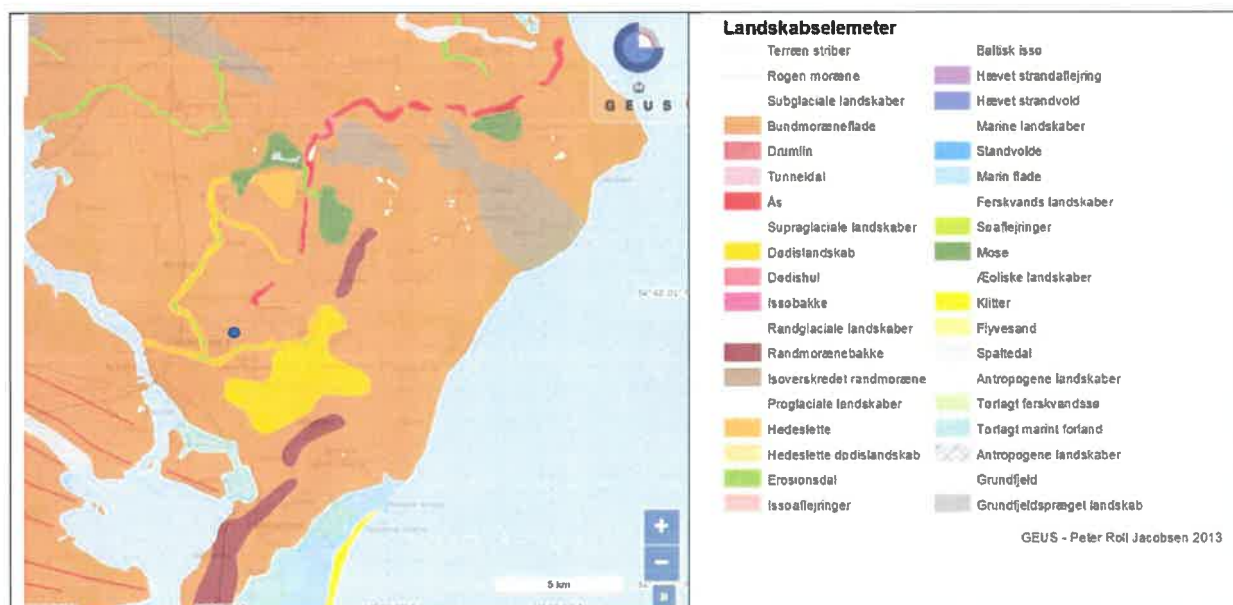 GEUS
5 km
Landskabselemeter
Terræn striber
Rogen moræne
Subglaciale landskaber
Bundmoræneflade
Drumlin
Tunneldal
Ås
Supraglaciale landskaber
Dødislandskab
Dødishul
Issøbakke
Randglaciale landskaber
Randmorænebakke
Isoverskredet randmoræne
Proglaciale landskaber
Hedeslette
Hedeslette dødislandskab
Erosionsdal
Issøaflejringer
Baltisk issø
Hævet strandaflejring
Hævet strandvold
Marine landskaber
Standvolde
Marin flade
Ferskvands landskaber
Søaflejringer
Mose
Æoliske landskaber
Klitter
Flyvesand
Spaltedal
Antropogene landskaber
Tørlagt ferskvandssø
Tørlagt marint forland
Antropogene landskaber
Grundfjeld
Grundfjeldspræget landskab
GEUS - Peter Roll Jacobsen 2013